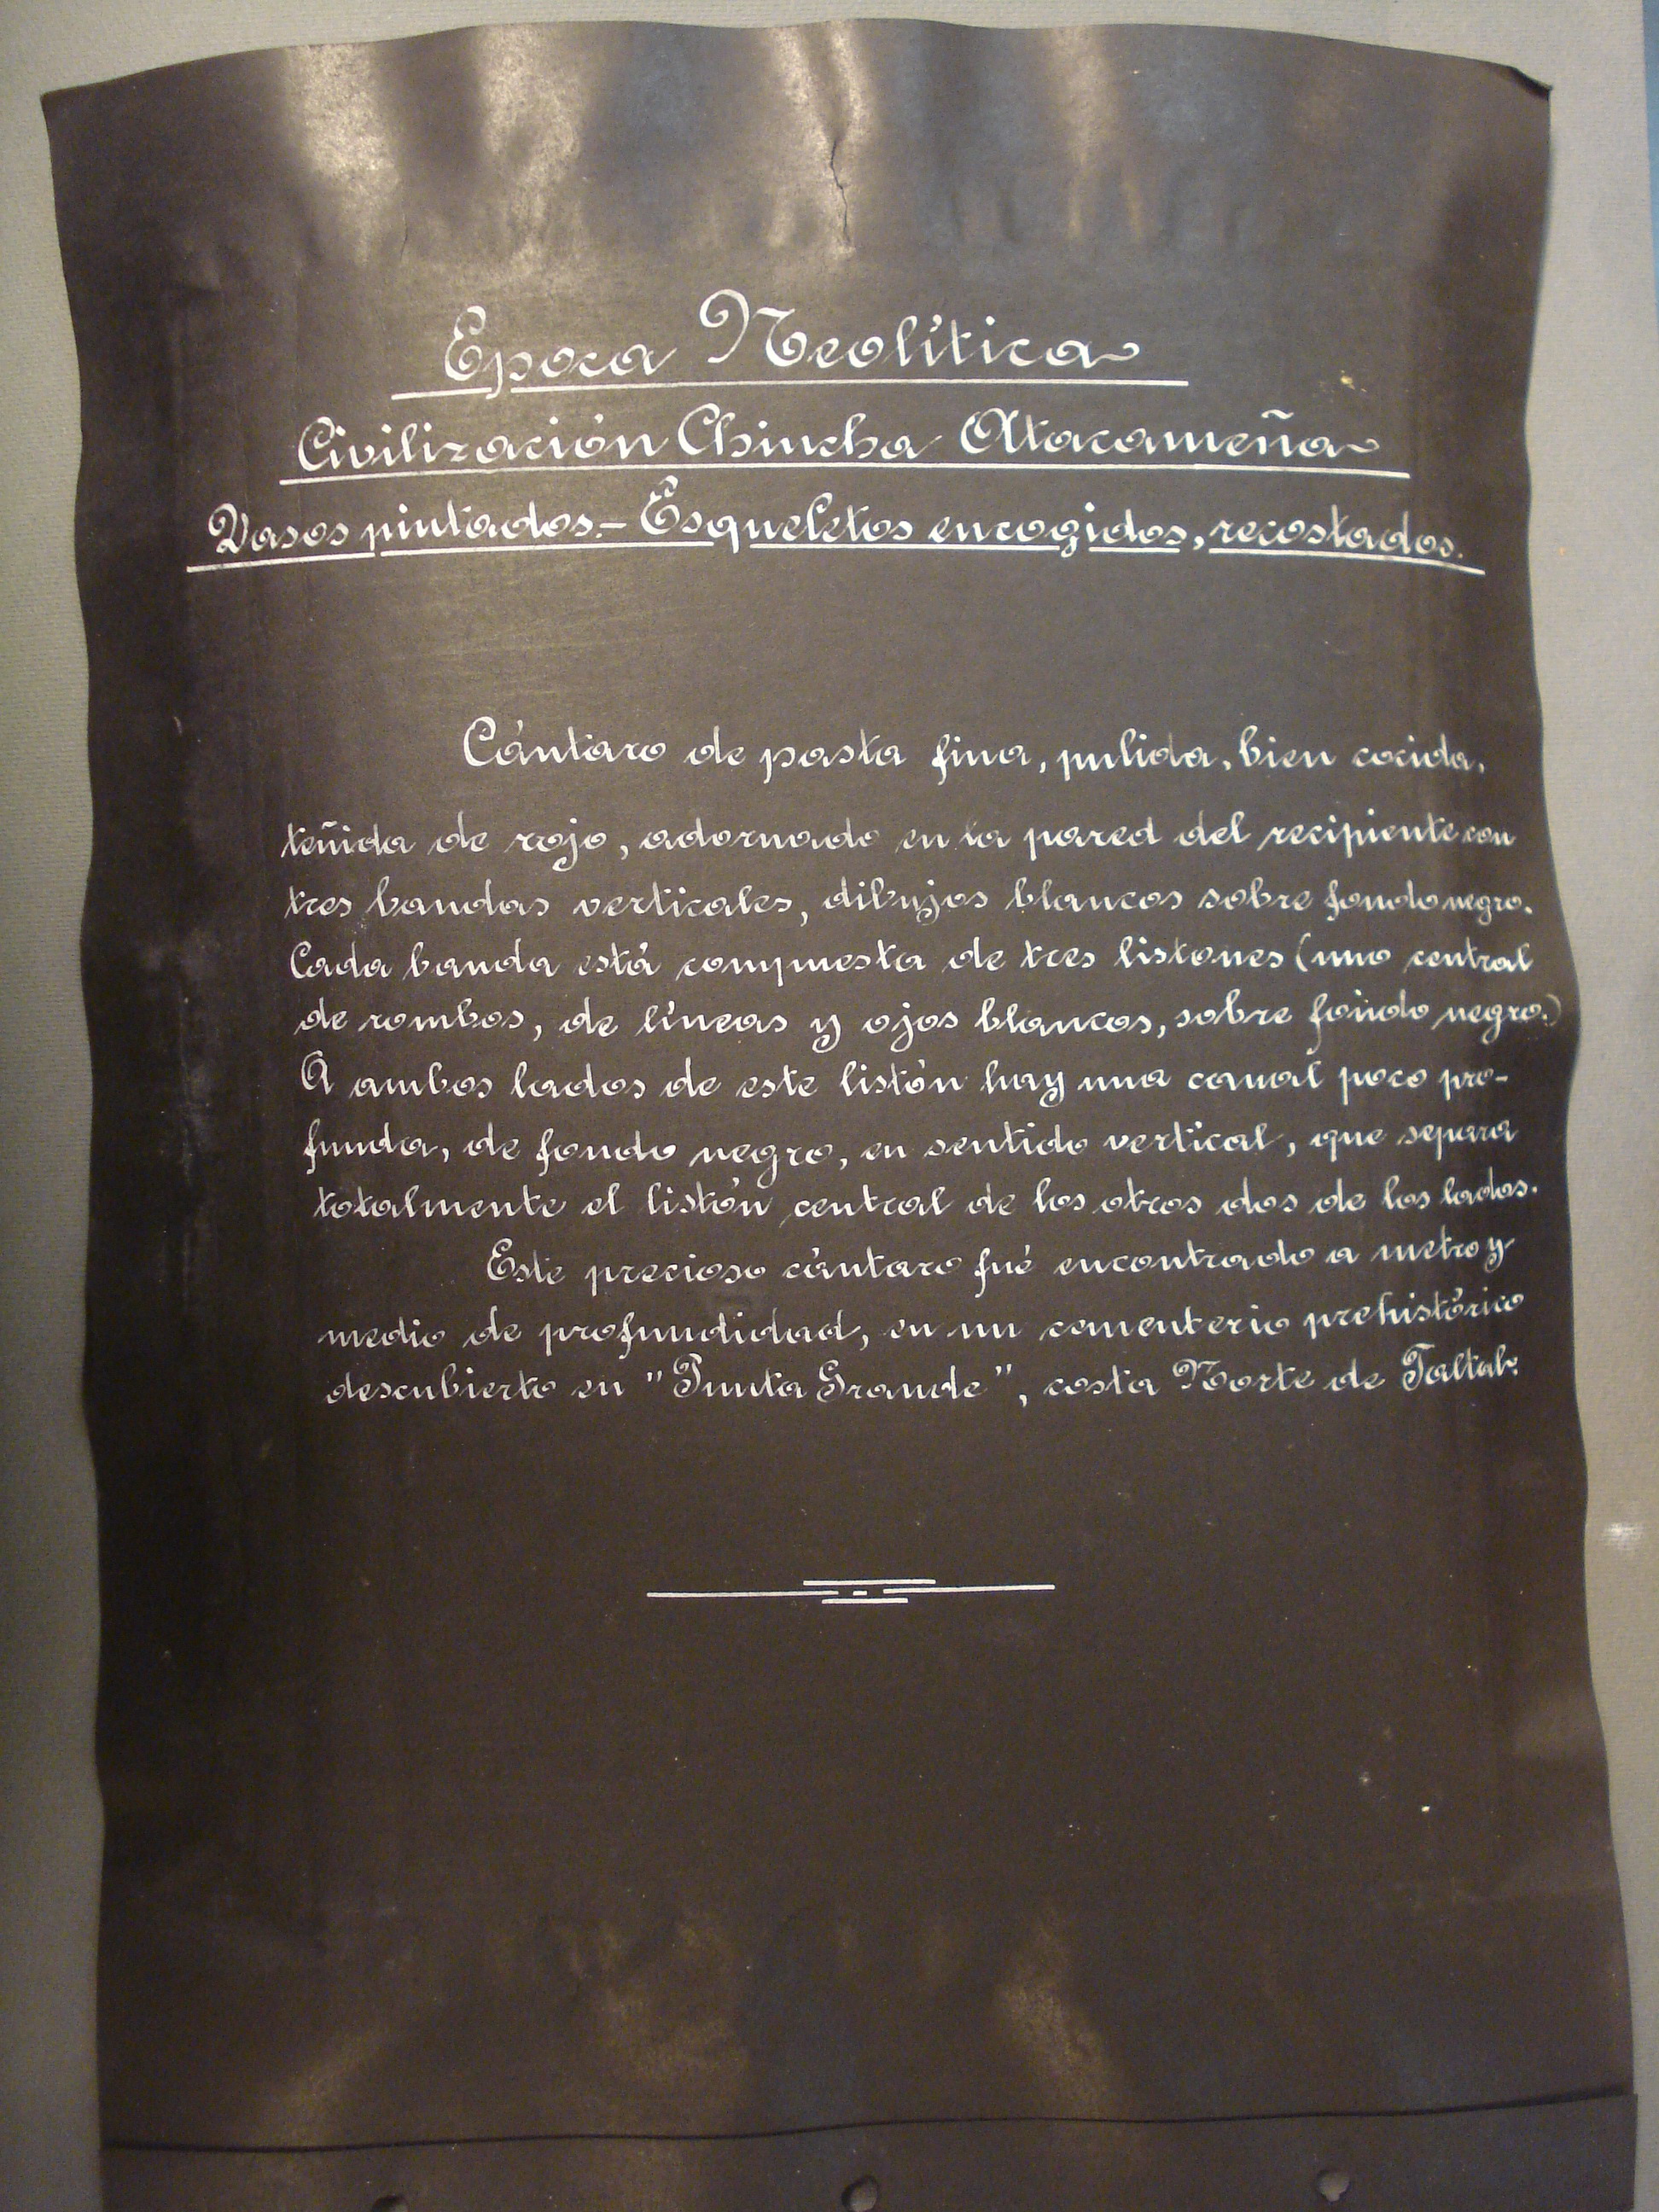 Epoca Neolítica
Civilización Chincha Atacameña
Vasos pintados.- Esqueletos encogidos, recostados.
Cántaro de pasta fina, pulida, bien cocida,
teñida de rojo, adornado en la pared del recipiente con
tres bandas verticales, dibujos blancos sobre fondo negro.
Cada banda está compuesta de tres listones (uno central
de rombos, de líneas y ojos blancos, sobre fondo negro.)
A ambos lados de este listón hay una canal poco pro-
funda, de fondo negro, en sentido vertical, que separa
totalmente el listón central de los otros dos de los lados.
Este precioso cántaro fué encontrado a metro y
medio de profundidad, en un cementerio prehistórico
descubierto en "Punta Grande", costa Norte de Taltal.